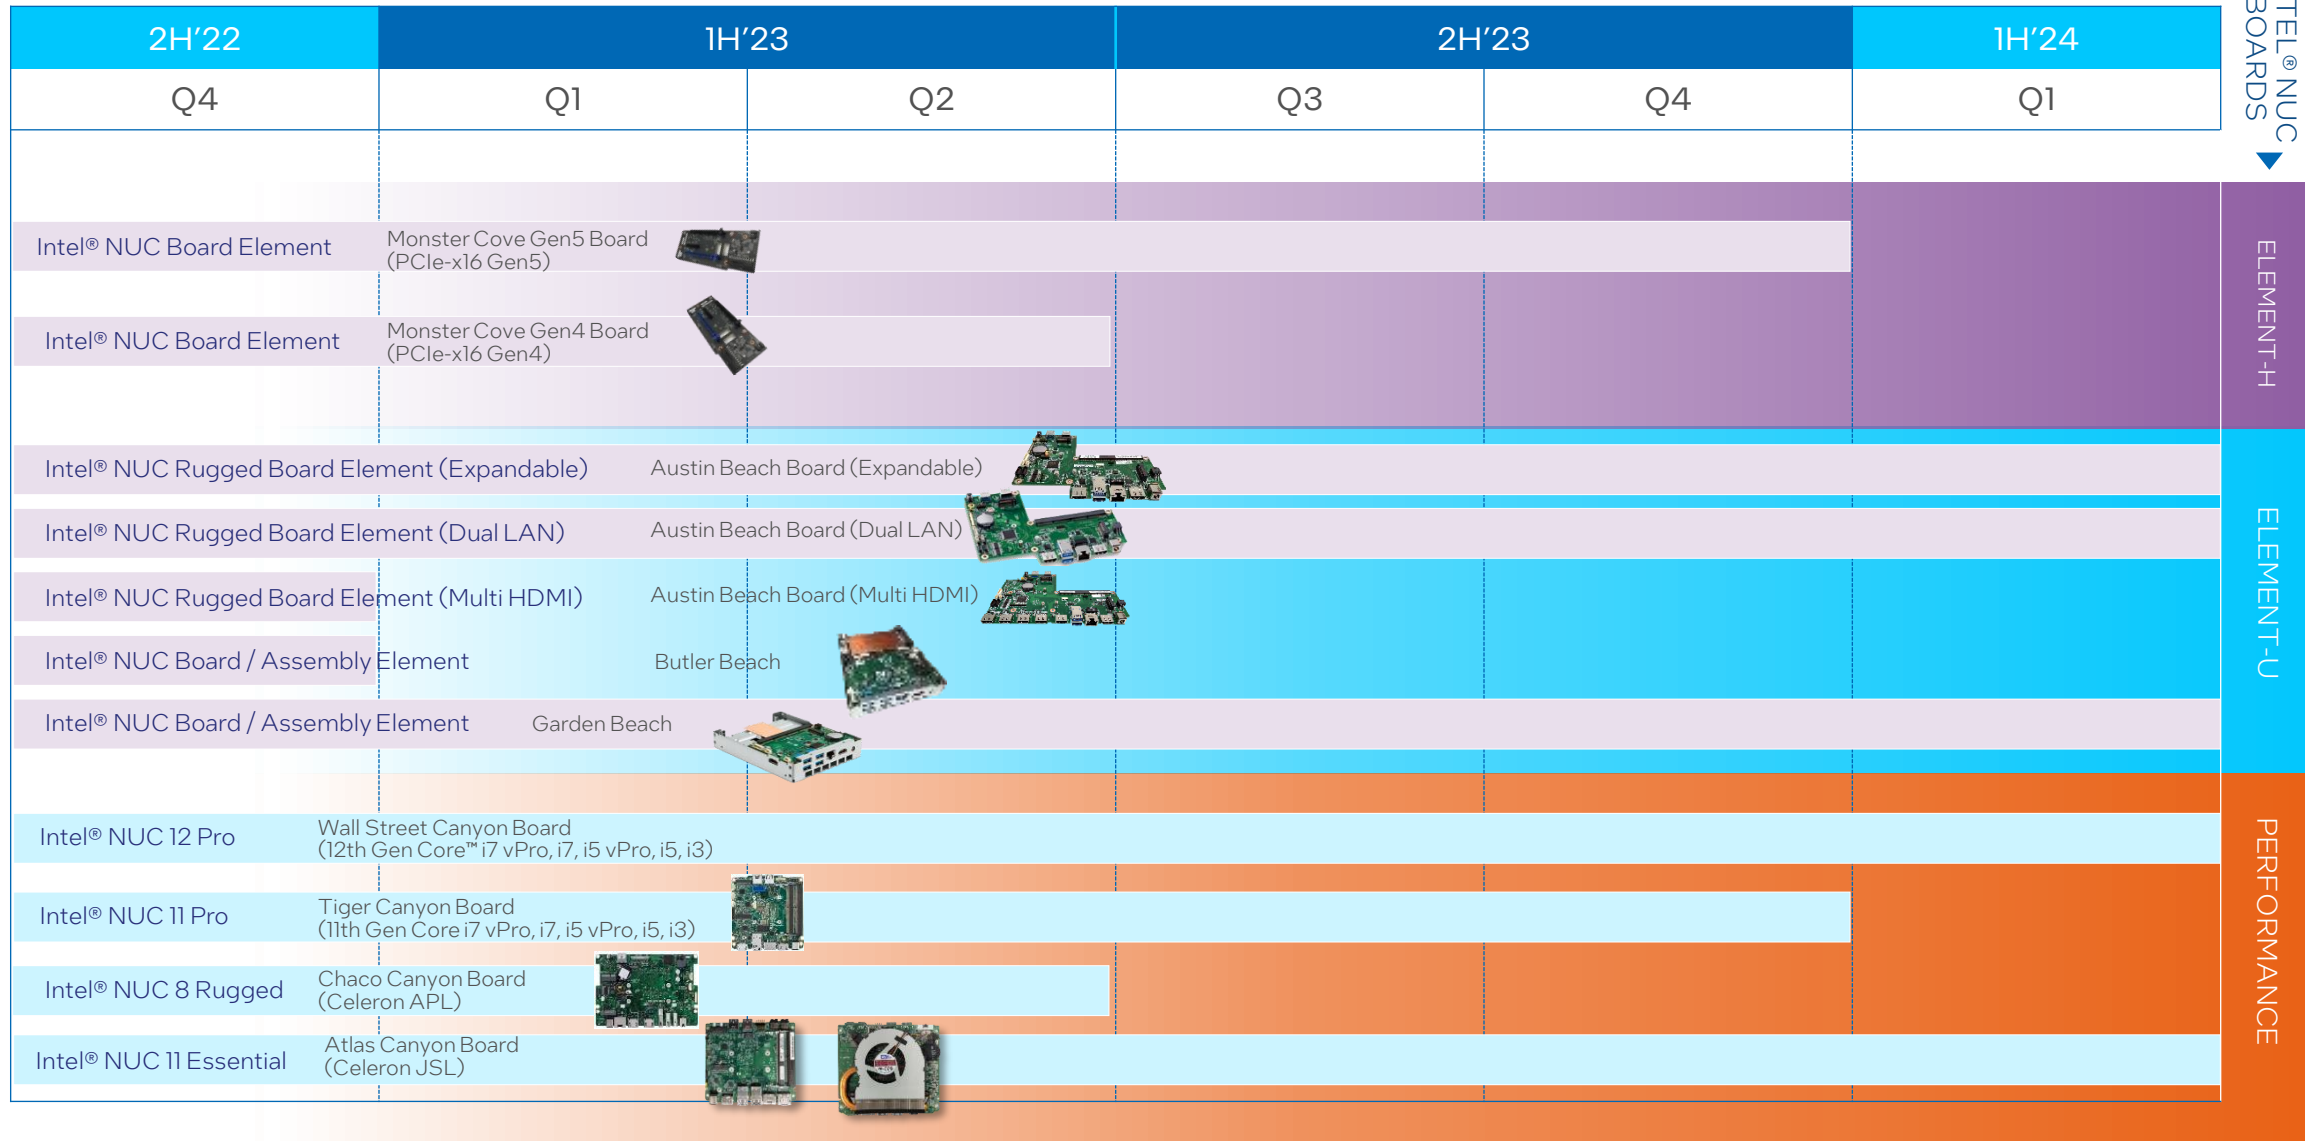 2H'22
1H'23
2H'23
1H'24
Q4
Q1
Q2
Q3
Q4
Q1
TEL® NUC
BOARDS
Intel® NUC Board Element
Monster Cove Gen5 Board
(PCIe-x16 Gen5)
Intel® NUC Board Element
Monster Cove Gen4 Board
(PCIe-x16 Gen4)
ELEMENT-H
Intel® NUC Rugged Board Element (Expandable)
Austin Beach Board (Expandable)
Intel® NUC Rugged Board Element (Dual LAN)
Austin Beach Board (Dual LAN)
Intel® NUC Rugged Board Element (Multi HDMI)
Austin Beach Board (Multi HDMI)
Intel® NUC Board / Assembly Element
Butler Beach
Intel® NUC Board / Assembly Element
Garden Beach
ELEMENT-U
Intel® NUC 12 Pro
Wall Street Canyon Board
(12th Gen Core™ i7 vPro, i7, i5 vPro, i5, i3)
Intel® NUC 11 Pro
Tiger Canyon Board
(11th Gen Core i7 vPro, i7, i5 vPro, i5, i3)
Intel® NUC 8 Rugged
Chaco Canyon Board
(Celeron APL)
Intel® NUC 11 Essential
Atlas Canyon Board
(Celeron JSL)
PERFORMANCE